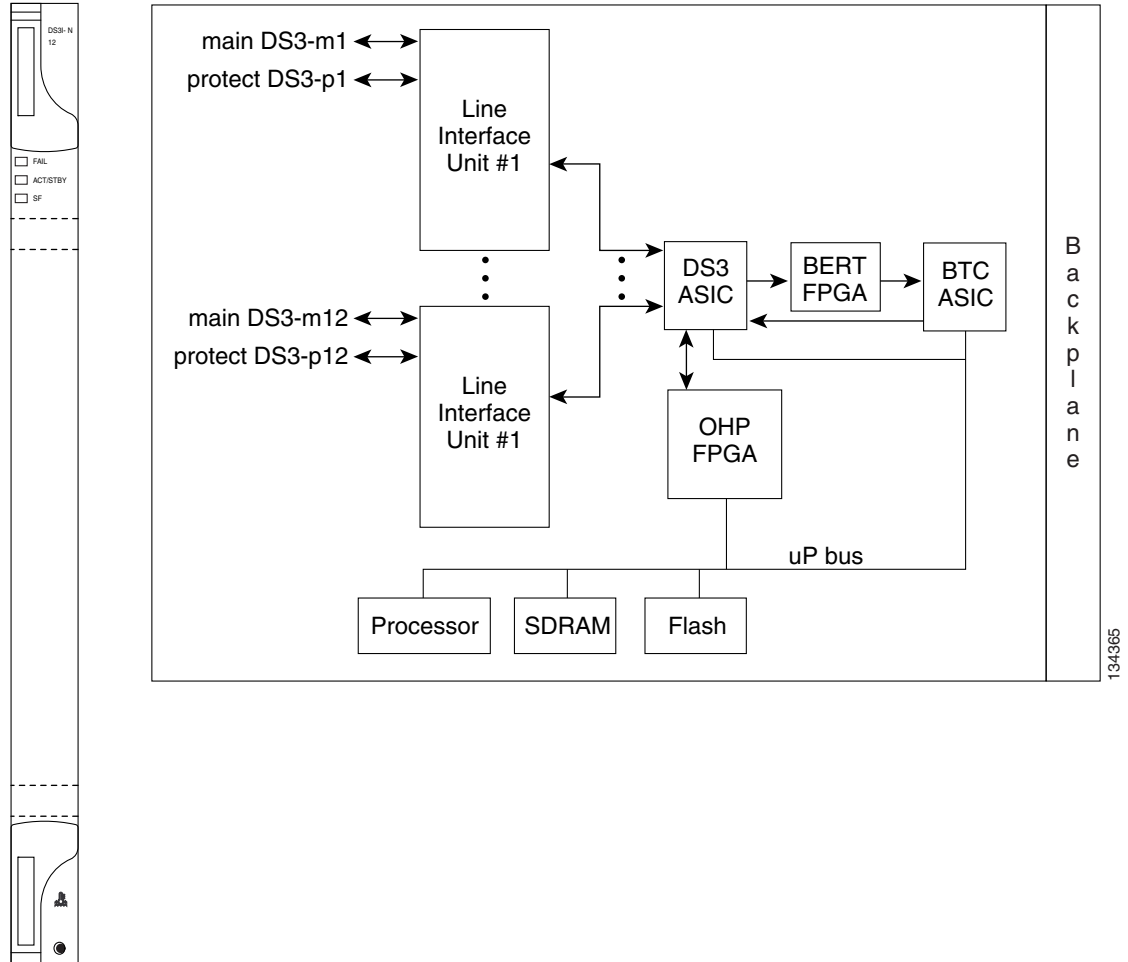 DS3I- N
12
FAIL
ACT/STBY
SF
main DS3-m1
protect DS3-p1
Line
Interface
Unit #1
main DS3-m12
protect DS3-p12
Line
Interface
Unit #1
DS3
ASIC
BERT
FPGA
BTC
ASIC
OHP
FPGA
uP bus
Processor
SDRAM
Flash
Backplane
134365